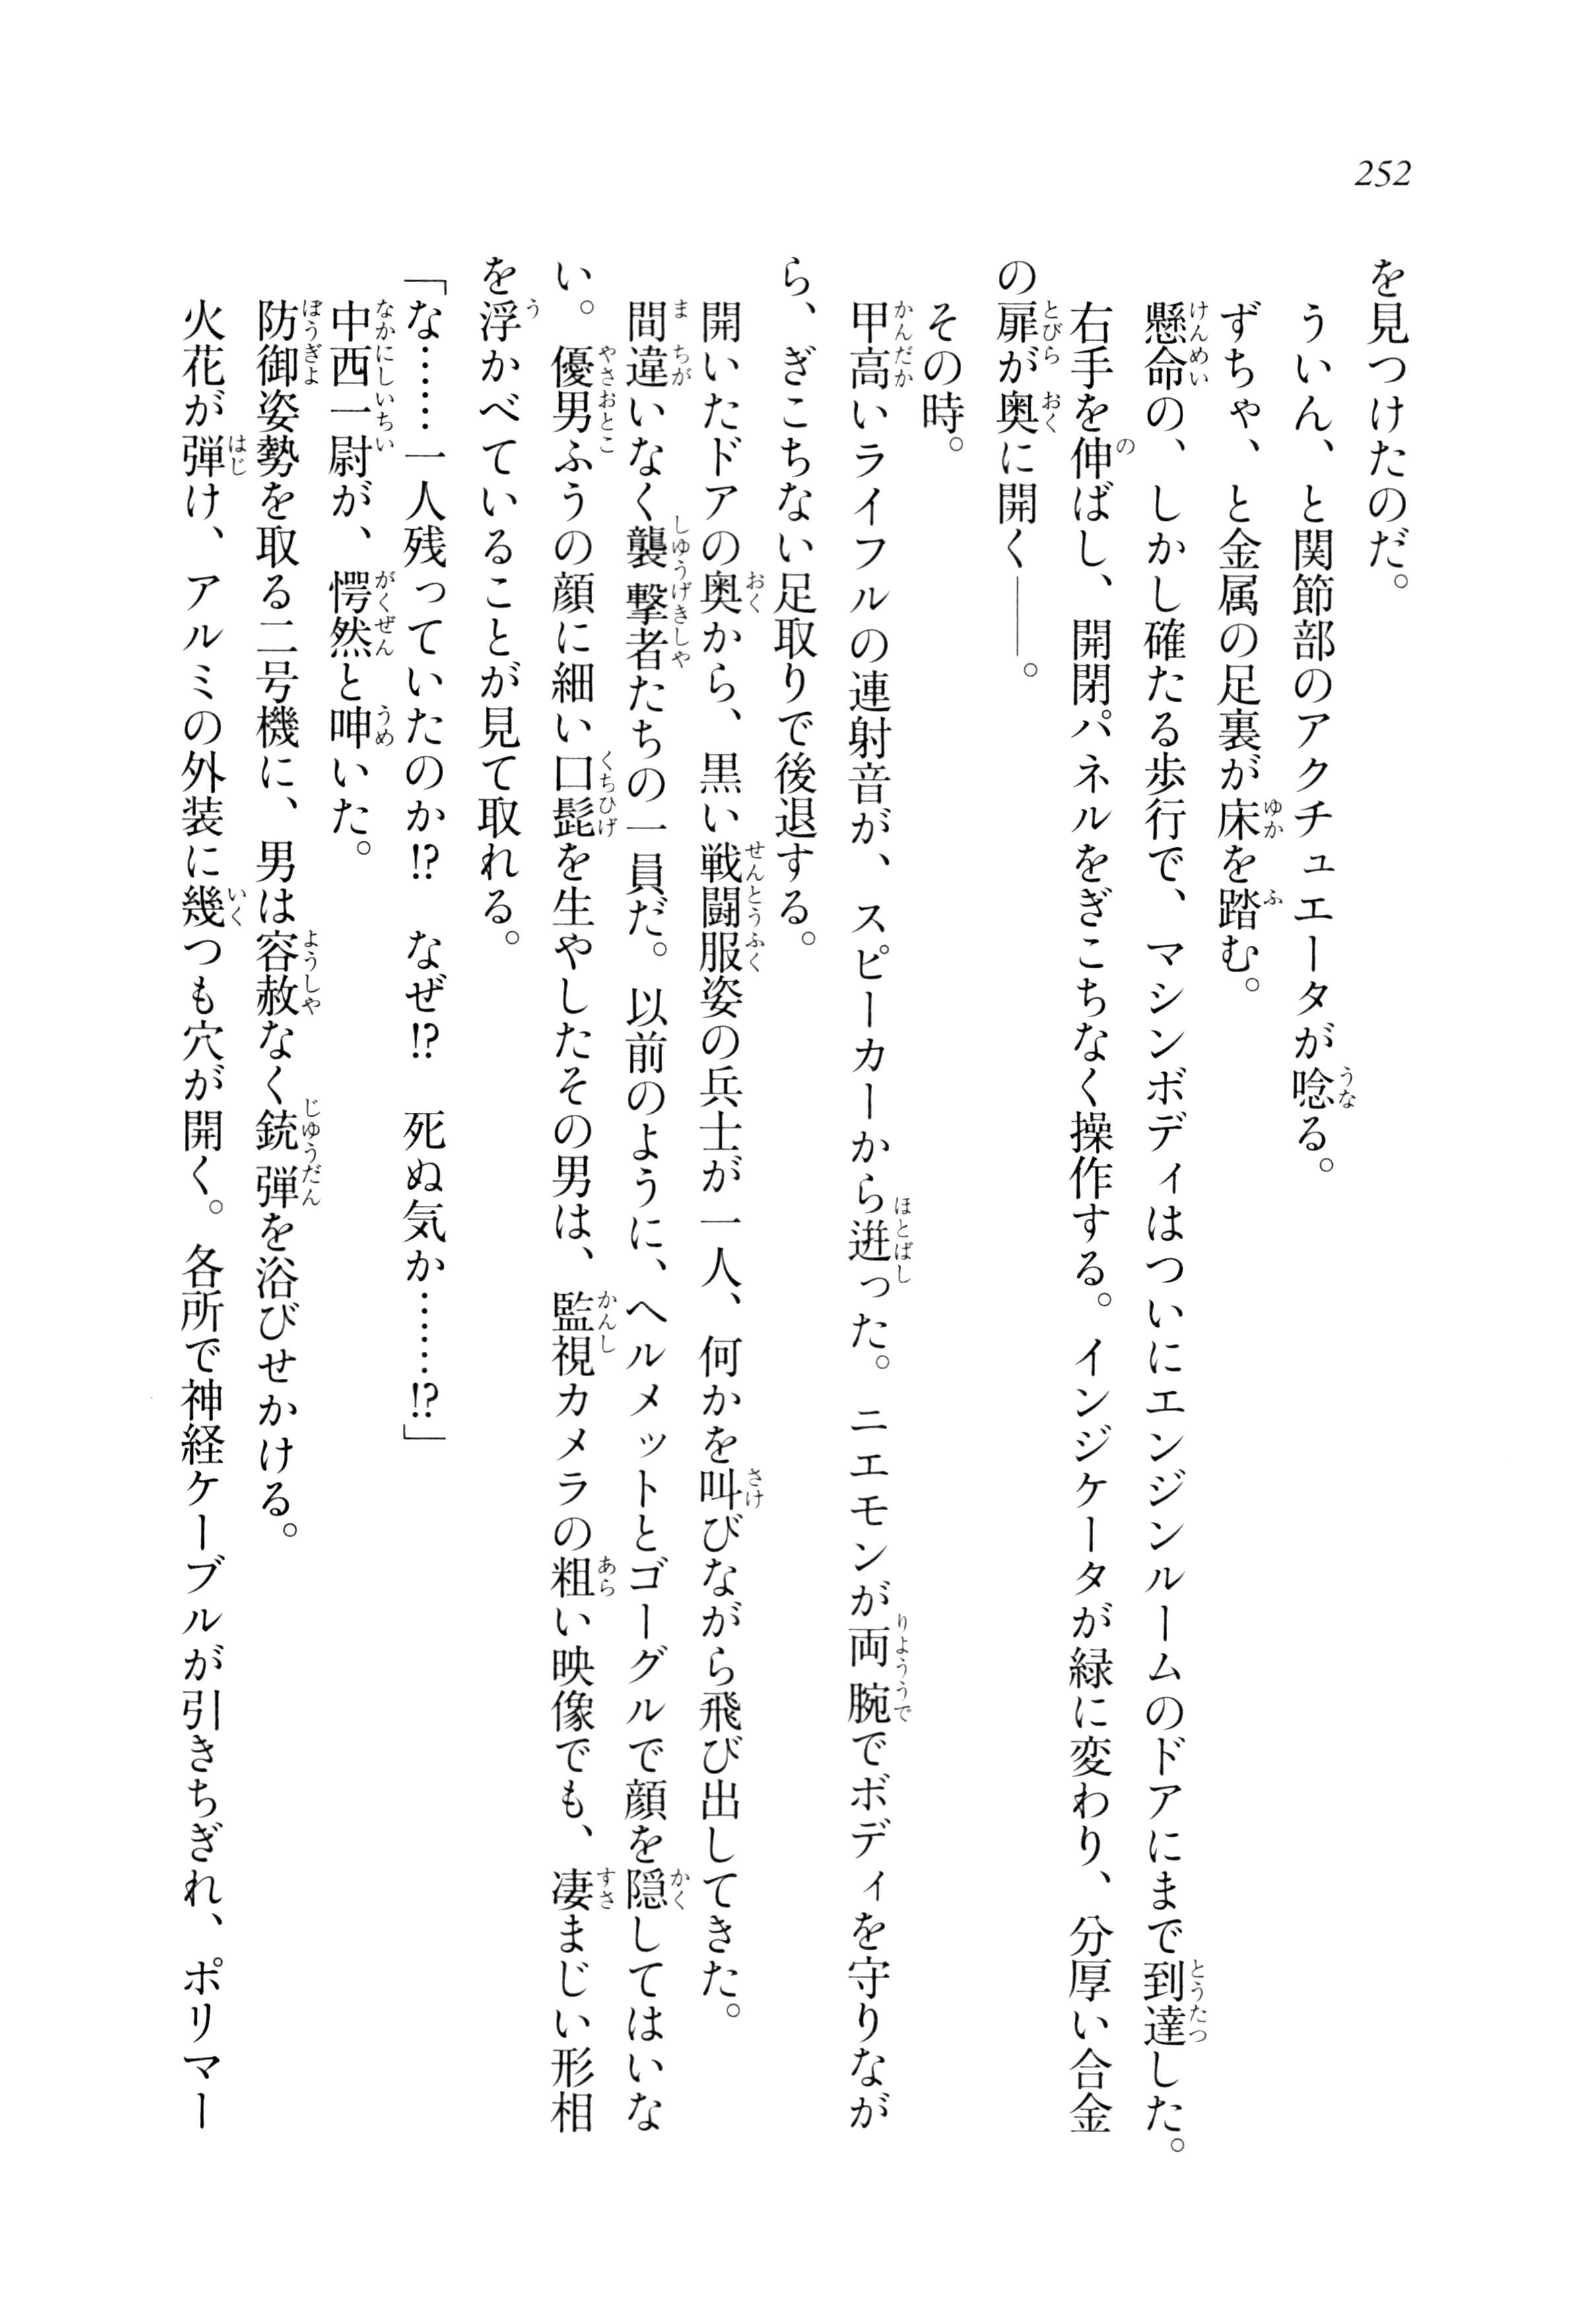 252
を見つけたのだ。
ういん、と関節部のアクチュエータが唸る。
ずちゃ、と金属の足裏が床を踏む。
懸命の、しかし確たる歩行で、マシンボディはついにエンジンルームのドアにまで到達した。
右手を伸ばし、開閉パネルをぎこちなく操作する。インジケータが緑に変わり、分厚い合金
の扉が奥に開く――。
その時。
甲高いライフルの連射音が、スピーカーから迸った。ニエモンが両腕でボディを守りなが
ら、ぎこちない足取りで後退する。
開いたドアの奥から、黒い戦闘服姿の兵士が一人、何かを叫びながら飛び出してきた。
間違いなく襲撃者たちの一員だ。以前のように、ヘルメットとゴーグルで顔を隠してはいな
い。優男ふうの顔に細い口髭を生やしたその男は、監視カメラの粗い映像でも、凄まじい形相
を浮かべていることが見て取れる。
「な……一人残っていたのか⁉　なぜ⁉　死ぬ気か……⁉」
中西一尉が、愕然と呻いた。
防御姿勢を取る二号機に、男は容赦なく銃弾を浴びせかける。
火花が弾け、アルミの外装に幾つも穴が開く。各所で神経ケーブルが引きちぎれ、ポリマー